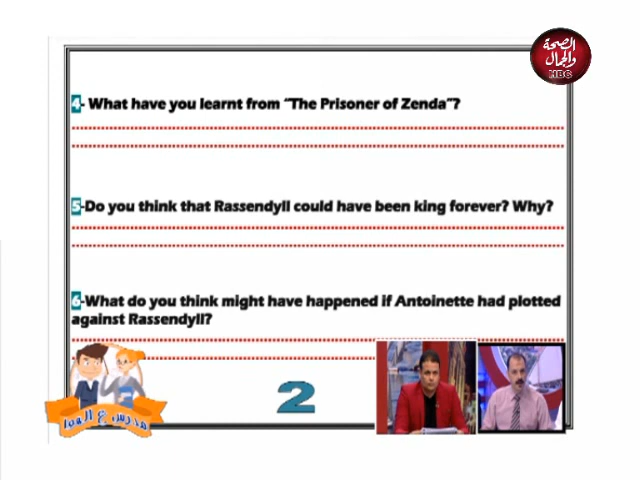 الصحة
والجمال
HBC
4- What have you learnt from "The Prisoner of Zenda"?
5-Do you think that Rassendyll could have been king forever? Why?
6-What do you think might have happened if Antoinette had plotted
against Rassendyll?
2
مدرس ع الهوا